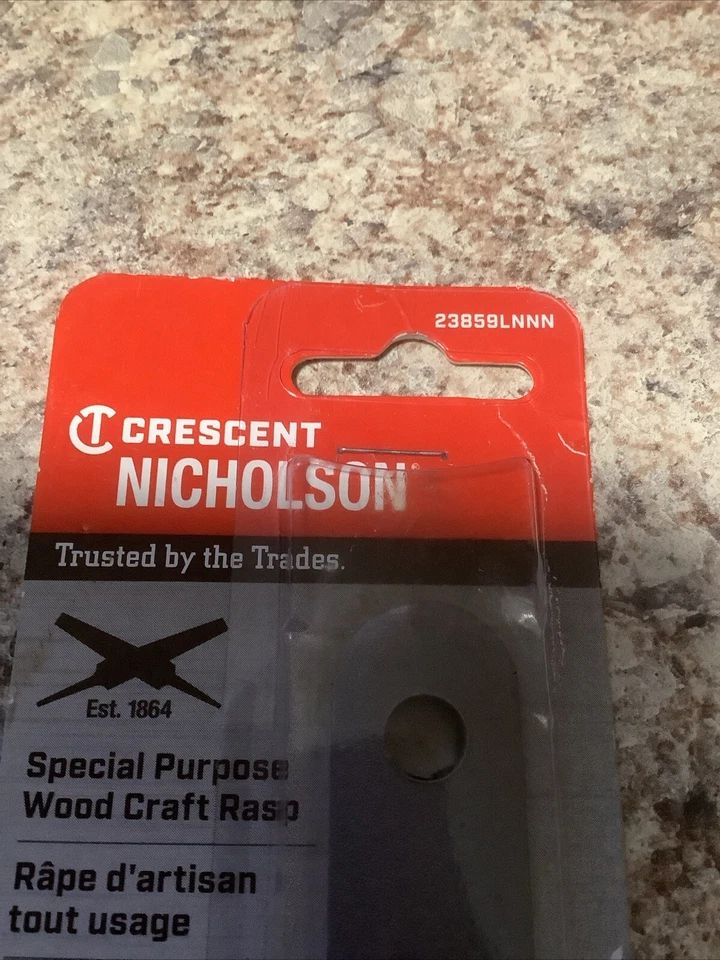 23859LNNN
CRESCENT
NICHOLSON®
Trusted by the Trades.
Est. 1864
Special Purpose
Wood Craft Rasp
Râpe d'artisan
tout usage